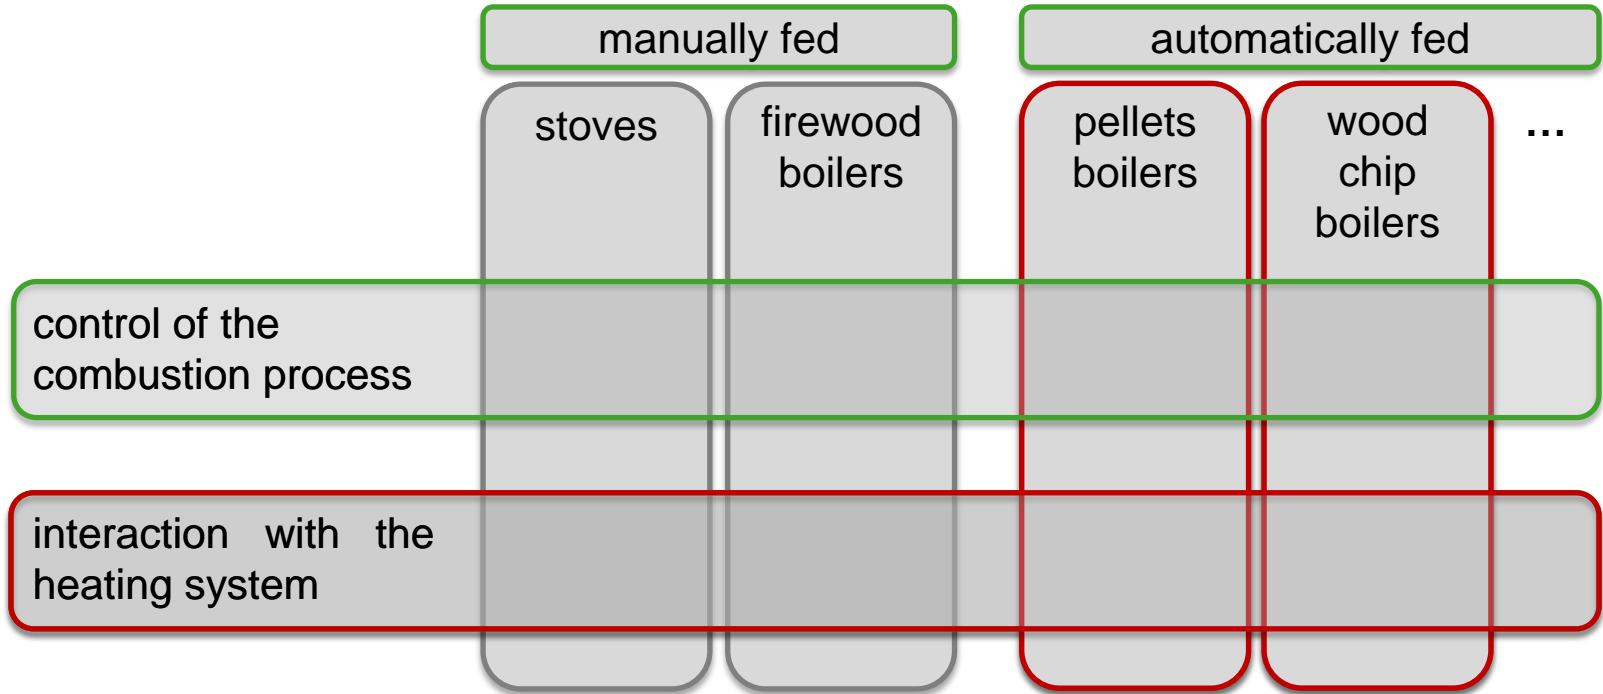 manually fed
automatically fed
stoves
firewood
boilers
pellets
boilers
wood
chip
boilers
...
control of the
combustion process
interaction with the
heating system